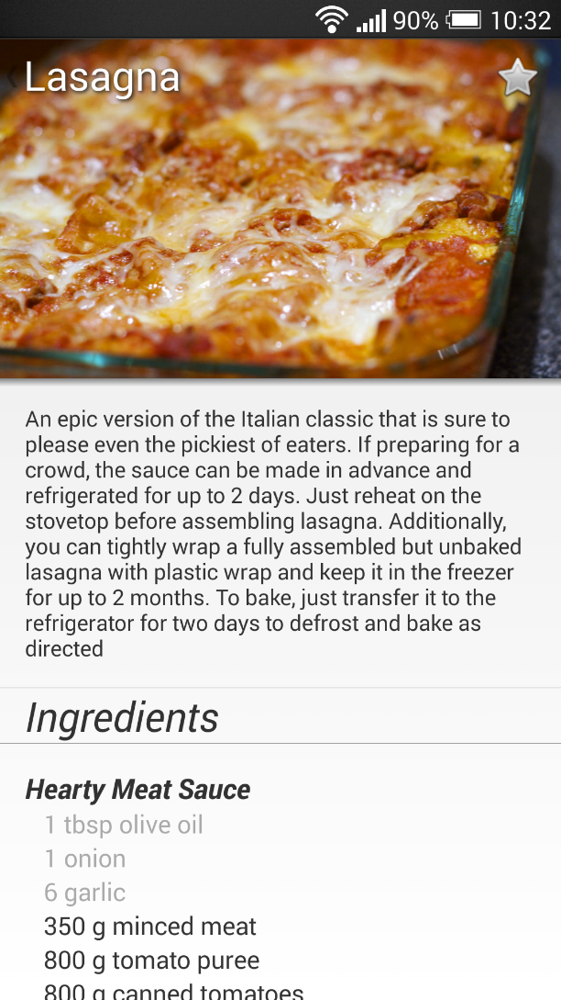 90% 10:32
Lasagna
An epic version of the Italian classic that is sure to
please even the pickiest of eaters. If preparing for a
crowd, the sauce can be made in advance and
refrigerated for up to 2 days. Just reheat on the
stovetop before assembling lasagna. Additionally,
you can tightly wrap a fully assembled but unbaked
lasagna with plastic wrap and keep it in the freezer
for up to 2 months. To bake, just transfer it to the
refrigerator for two days to defrost and bake as
directed
Ingredients
Hearty Meat Sauce
1 tbsp olive oil
1 onion
6 garlic
350 g minced meat
800 g tomato puree
800 g canned tomatoes